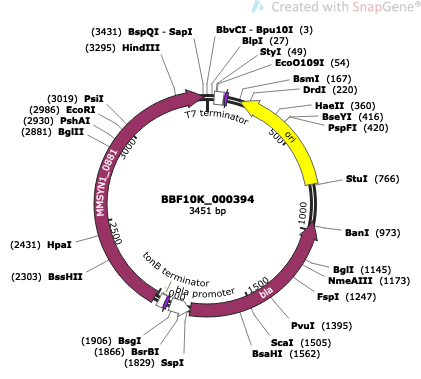 Created with SnapGene®
(3431) BspQI - SapI
(3295) HindIII
BbvCI - Bpu10I (3)
BlpI (27)
StyI (49)
EcoO109I (54)
BsmI (167)
DrdI (220)
HaeII (360)
BseYI (416)
PspFI (420)
StuI (766)
BanI (973)
BglI (1145)
NmeAIII (1173)
FspI (1247)
PvuI (1395)
ScaI (1505)
BsaHI (1562)
(1829) SspI
(1866) BsrBI
(1906) BsgI
(2303) BssHII
(2431) HpaI
(2881) BglII
(2930) PshAI
(2986) EcoRI
(3019) PsiI
T7 terminator
ori
500
1000
1500
2500
3000
MMSYN1_0881
BBF10K_000394
3451 bp
tonB terminator
bla promoter
bla